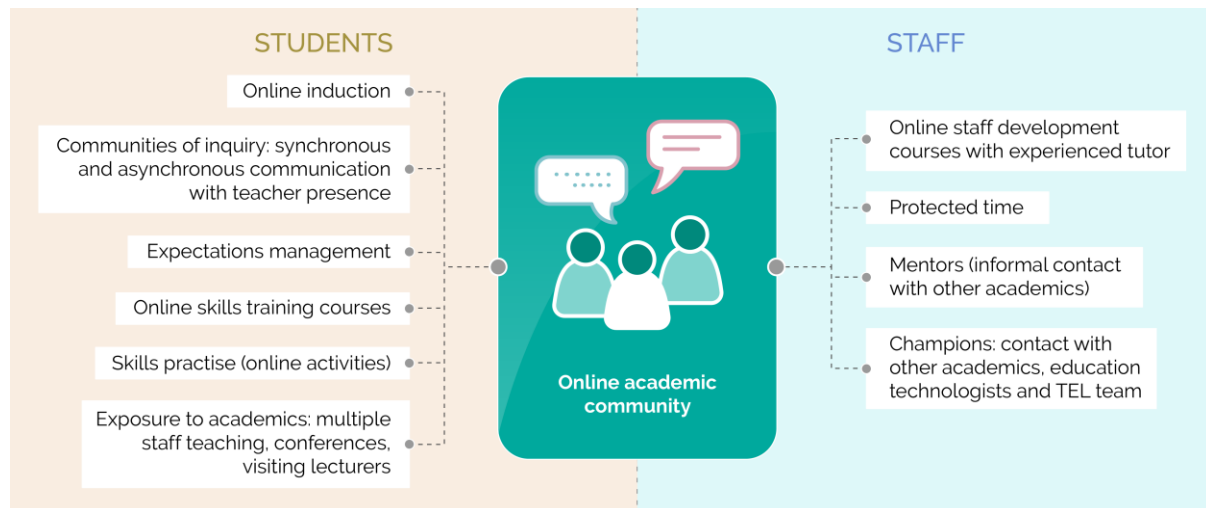 STUDENTS
Online induction
Communities of inquiry: synchronous
and asynchronous communication
with teacher presence
Expectations management
Online skills training courses
Skills practise (online activities)
Exposure to academics: multiple
staff teaching, conferences,
visiting lecturers
Online academic
community
STAFF
Online staff development
courses with experienced tutor
Protected time
Mentors (informal contact
with other academics)
Champions: contact with
other academics, education
technologists and TEL team